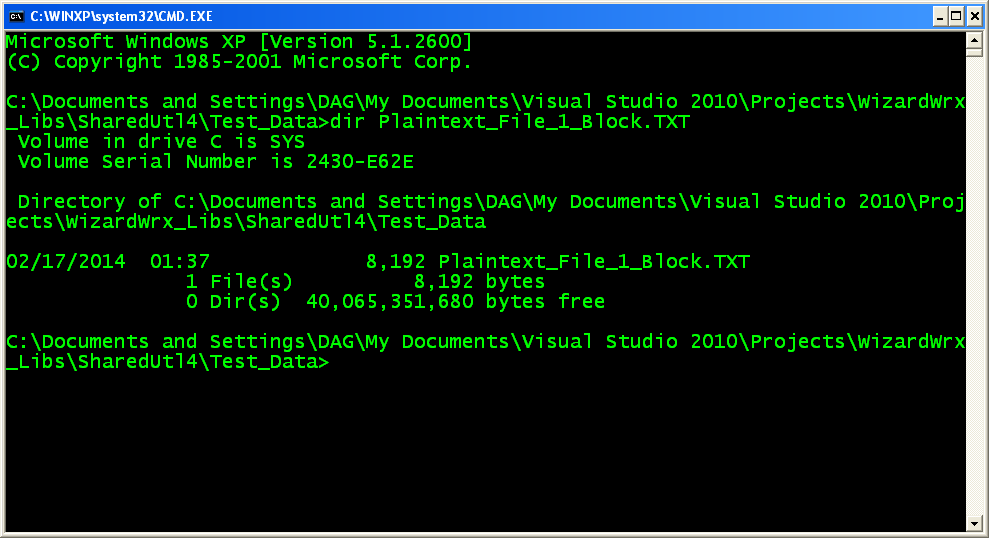 C:\WINXP\system32\CMD.EXE
Microsoft Windows XP [Version 5.1.2600]
(C) Copyright 1985-2001 Microsoft Corp.
C:\Documents and Settings\DAG\My Documents\Visual Studio 2010\Projects\WizardWrx
_Libs\SharedUtl4\Test_Data>dir Plaintext_File_1_Block.TXT
 Volume in drive C is SYS
 Volume Serial Number is 2430-E62E
 Directory of C:\Documents and Settings\DAG\My Documents\Visual Studio 2010\Proj
ects\WizardWrx_Libs\SharedUtl4\Test_Data
02/17/2014  01:37             8,192 Plaintext_File_1_Block.TXT
               1 File(s)          8,192 bytes
               0 Dir(s)  40,065,351,680 bytes free
C:\Documents and Settings\DAG\My Documents\Visual Studio 2010\Projects\WizardWrx
_Libs\SharedUtl4\Test_Data>